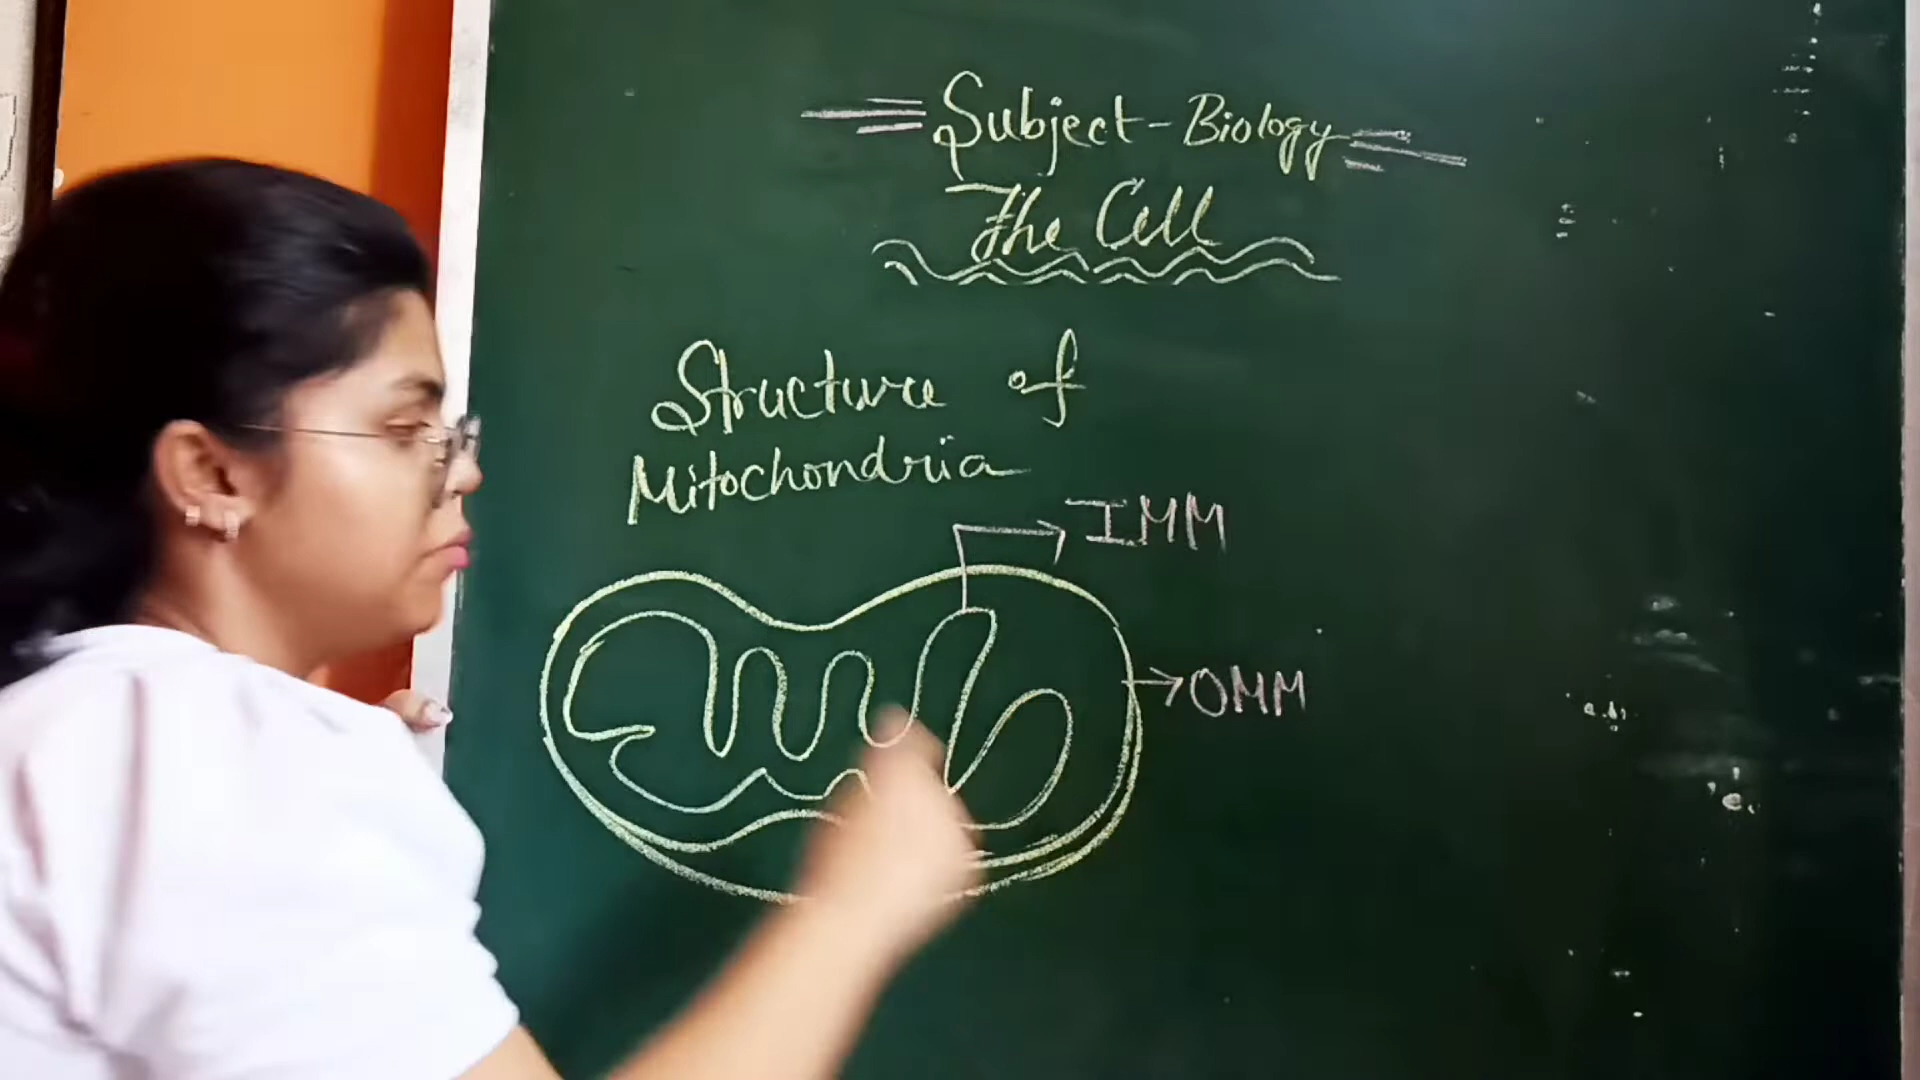 Subject-Biology
The Cell
Structure of
Mitochondria
IMM
OMM